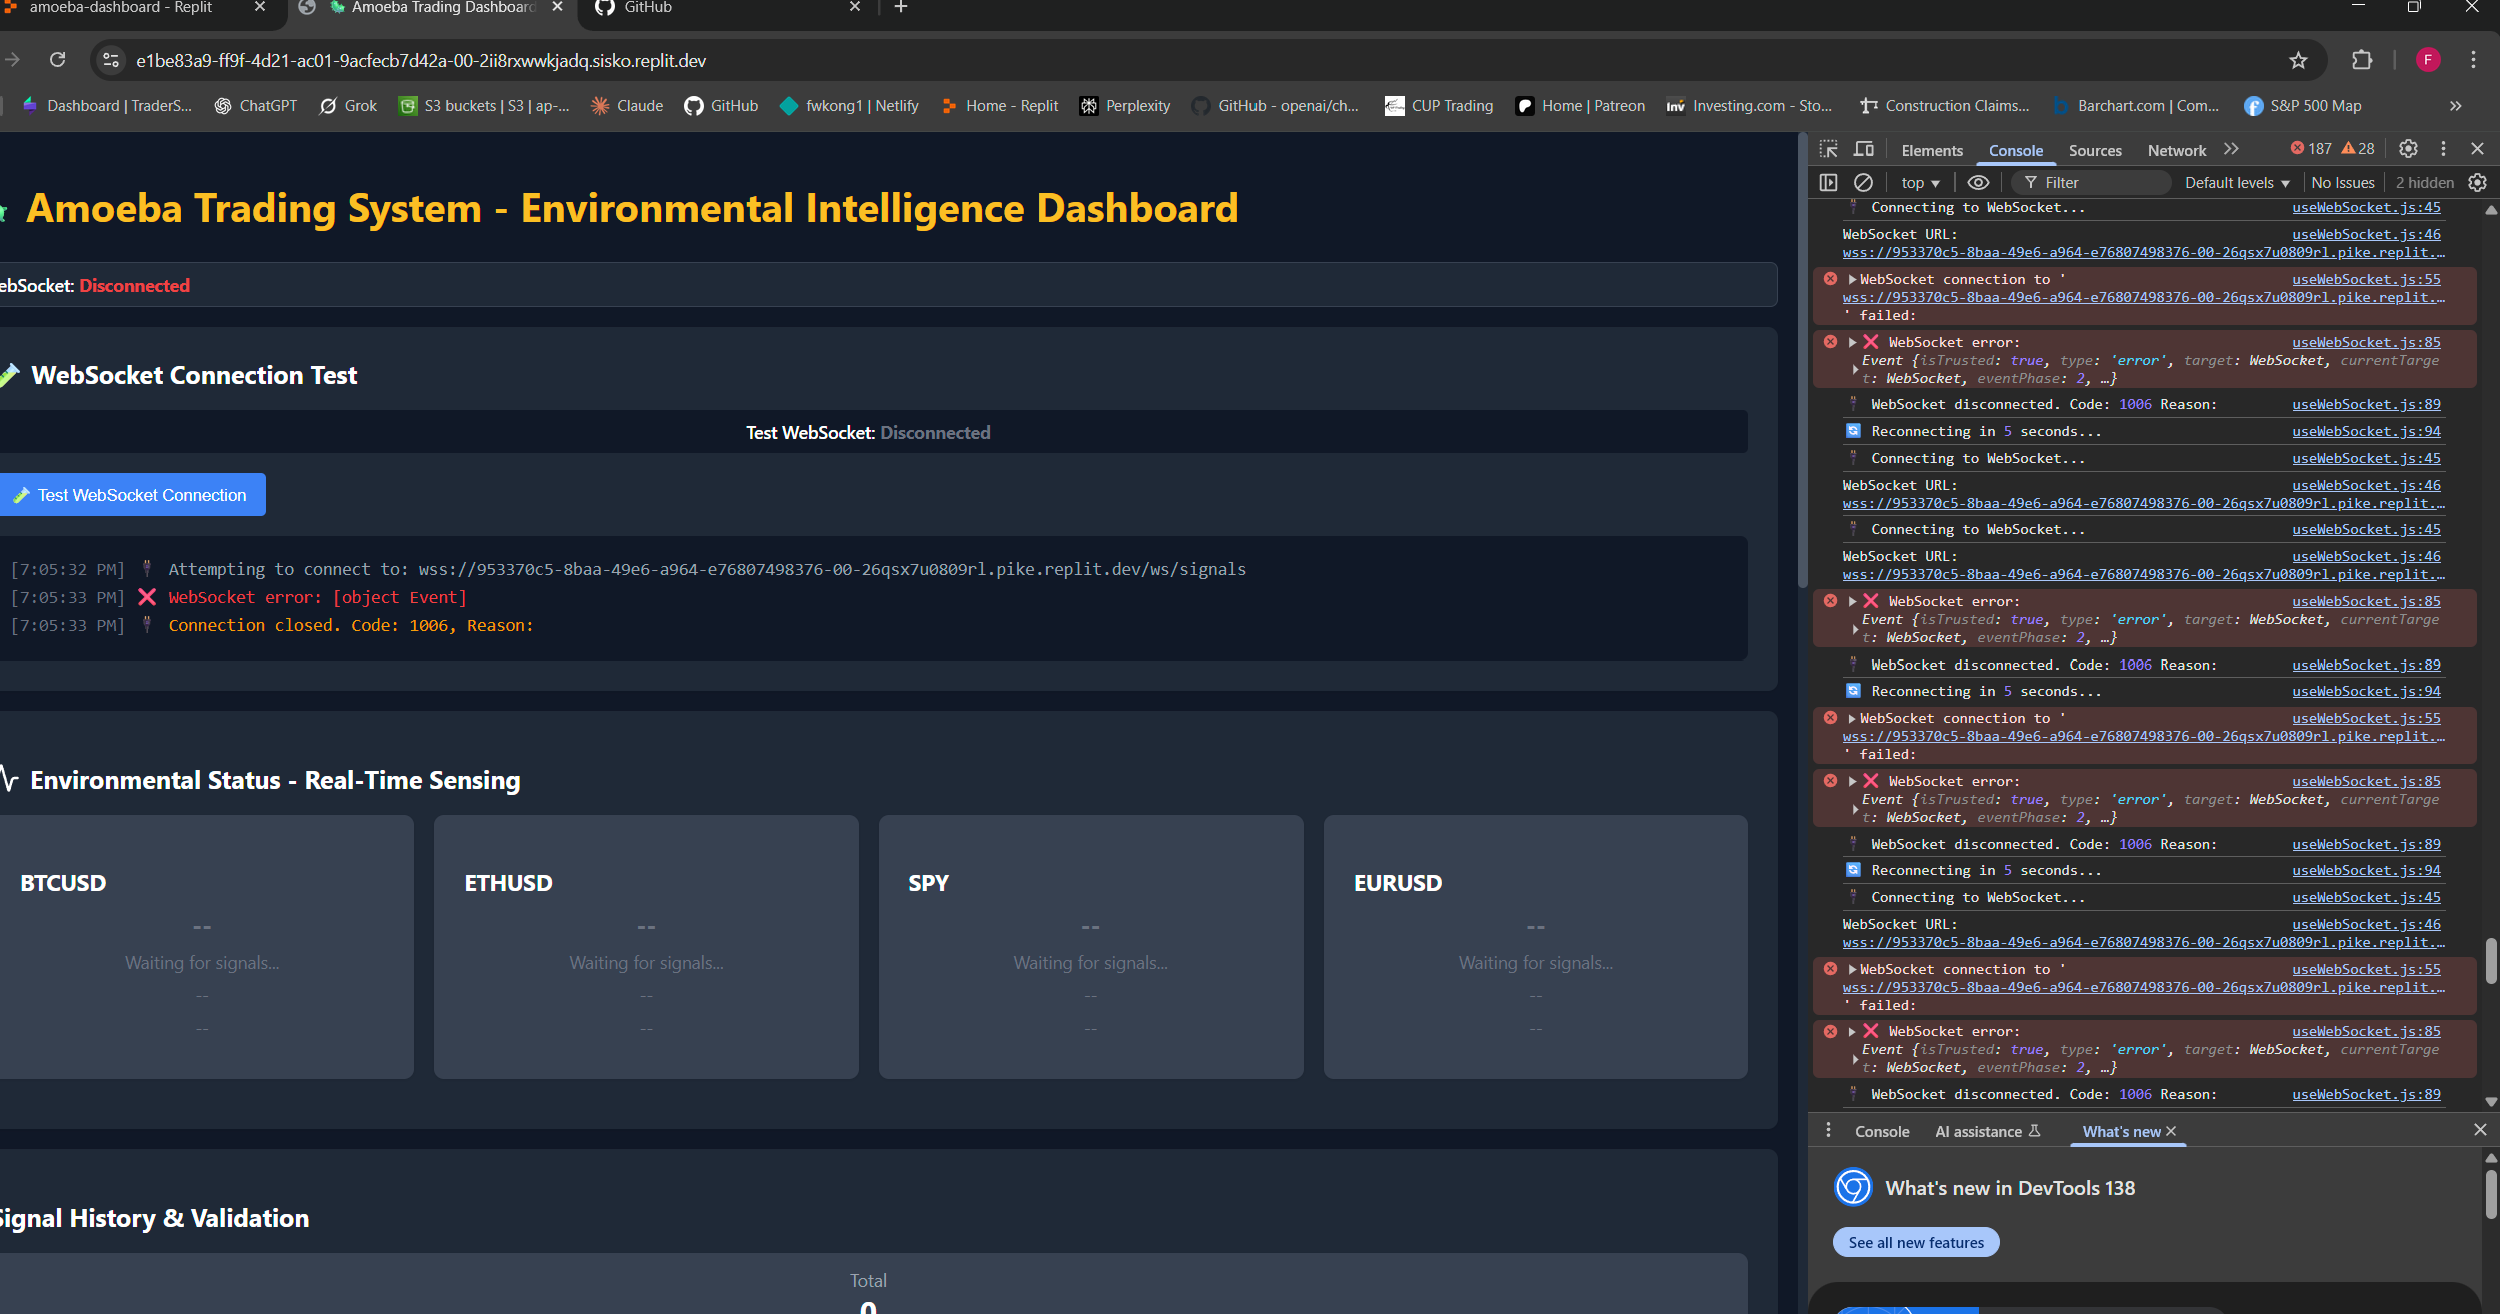 amoeba-dashboard - Replit
Amoeba Trading Dashboard
GitHub
e1be83a9-ff9f-4d21-ac01-9acfecb7d42a-00-2ii8rxwwkjadq.sisko.replit.dev
F
Dashboard | TraderS...
ChatGPT
Grok
S3 buckets | S3 | ap-...
Claude
GitHub
fwkong1 | Netlify
Home - Replit
Perplexity
GitHub - openai/ch...
CUP Trading
Home | Patreon
Investing.com - Sto...
Construction Claims...
Barchart.com | Com...
S&P 500 Map
Amoeba Trading System - Environmental Intelligence Dashboard
ebSocket: Disconnected
WebSocket Connection Test
Test WebSocket: Disconnected
Test WebSocket Connection
[7:05:32 PM] Attempting to connect to: wss://953370c5-8baa-49e6-a964-e76807498376-00-26qsx7u0809rl.pike.replit.dev/ws/signals
[7:05:33 PM] ❌ WebSocket error: [object Event]
[7:05:33 PM] Connection closed. Code: 1006, Reason:
Environmental Status - Real-Time Sensing
BTCUSD
--
Waiting for signals...
--
--
ETHUSD
--
Waiting for signals...
--
--
SPY
--
Waiting for signals...
--
--
EURUSD
--
Waiting for signals...
--
--
Signal History & Validation
Total
0
Elements
Console
Sources
Network
187
28
top
Filter
Default levels
No Issues
2 hidden
Connecting to WebSocket... useWebSocket.js:45
WebSocket URL: useWebSocket.js:46
wss://953370c5-8baa-49e6-a964-e76807498376-00-26qsx7u0809rl.pike.replit.…
WebSocket connection to ' useWebSocket.js:55
wss://953370c5-8baa-49e6-a964-e76807498376-00-26qsx7u0809rl.pike.replit.…
' failed:
❌ WebSocket error: useWebSocket.js:85
Event {isTrusted: true, type: 'error', target: WebSocket, currentTarge
t: WebSocket, eventPhase: 2, …}
WebSocket disconnected. Code: 1006 Reason: useWebSocket.js:89
Reconnecting in 5 seconds... useWebSocket.js:94
Connecting to WebSocket... useWebSocket.js:45
WebSocket URL: useWebSocket.js:46
wss://953370c5-8baa-49e6-a964-e76807498376-00-26qsx7u0809rl.pike.replit.…
Connecting to WebSocket... useWebSocket.js:45
WebSocket URL: useWebSocket.js:46
wss://953370c5-8baa-49e6-a964-e76807498376-00-26qsx7u0809rl.pike.replit.…
❌ WebSocket error: useWebSocket.js:85
Event {isTrusted: true, type: 'error', target: WebSocket, currentTarge
t: WebSocket, eventPhase: 2, …}
WebSocket disconnected. Code: 1006 Reason: useWebSocket.js:89
Reconnecting in 5 seconds... useWebSocket.js:94
WebSocket connection to ' useWebSocket.js:55
wss://953370c5-8baa-49e6-a964-e76807498376-00-26qsx7u0809rl.pike.replit.…
' failed:
❌ WebSocket error: useWebSocket.js:85
Event {isTrusted: true, type: 'error', target: WebSocket, currentTarge
t: WebSocket, eventPhase: 2, …}
WebSocket disconnected. Code: 1006 Reason: useWebSocket.js:89
Reconnecting in 5 seconds... useWebSocket.js:94
Connecting to WebSocket... useWebSocket.js:45
WebSocket URL: useWebSocket.js:46
wss://953370c5-8baa-49e6-a964-e76807498376-00-26qsx7u0809rl.pike.replit.…
WebSocket connection to ' useWebSocket.js:55
wss://953370c5-8baa-49e6-a964-e76807498376-00-26qsx7u0809rl.pike.replit.…
' failed:
❌ WebSocket error: useWebSocket.js:85
Event {isTrusted: true, type: 'error', target: WebSocket, currentTarge
t: WebSocket, eventPhase: 2, …}
WebSocket disconnected. Code: 1006 Reason: useWebSocket.js:89
Console
AI assistance
What's new
What's new in DevTools 138
See all new features